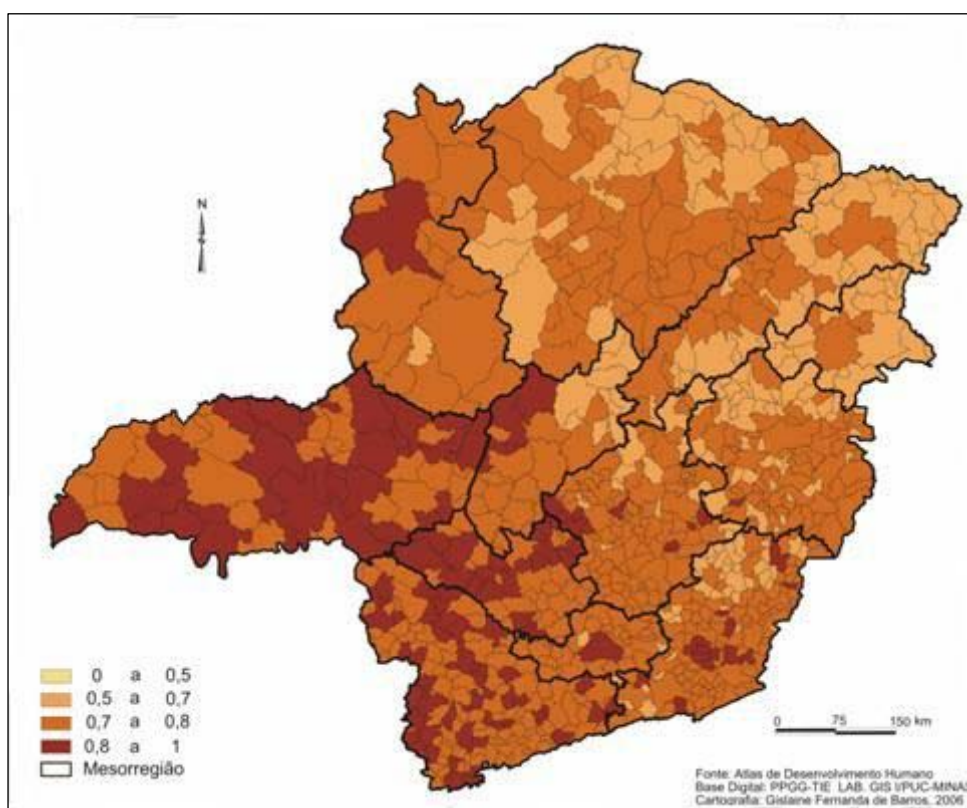 N
0 a 0,5
0,5 a 0,7
0,7 a 0,8
0,8 a 1
Mesorregião
0 75 150 km
Fonte: Atlas de Desenvolvimento Humano
Base Digital: PPGG-TIE LAB. GIS I/PUC-MINA
Cartografia: Gislaine Fernanda de Barros, 2006